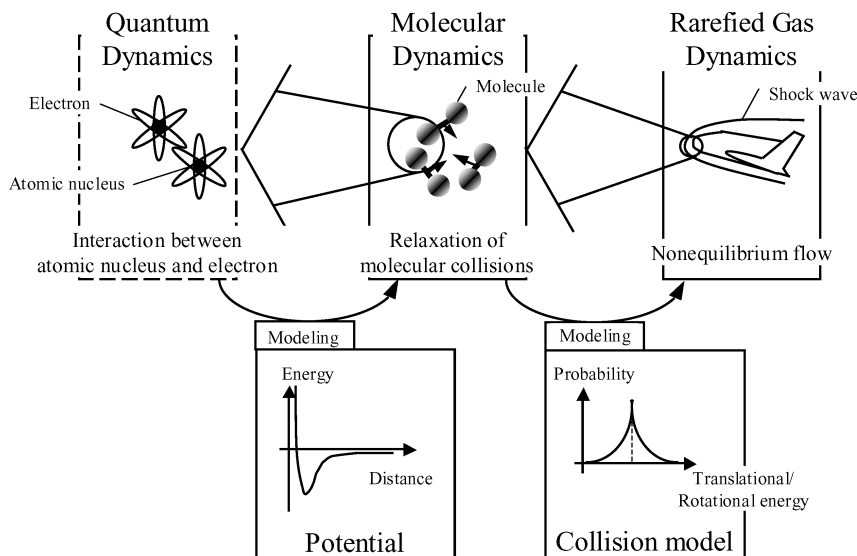 Quantum
Dynamics
Electron
Atomic nucleus
Interaction between
atomic nucleus and electron
Molecular
Dynamics
Molecule
Relaxation of
molecular collisions
Rarefied Gas
Dynamics
Shock wave
Nonequilibrium flow
Modeling
Energy
Distance
Potential
Modeling
Probability
Translational/
Rotational energy
Collision model